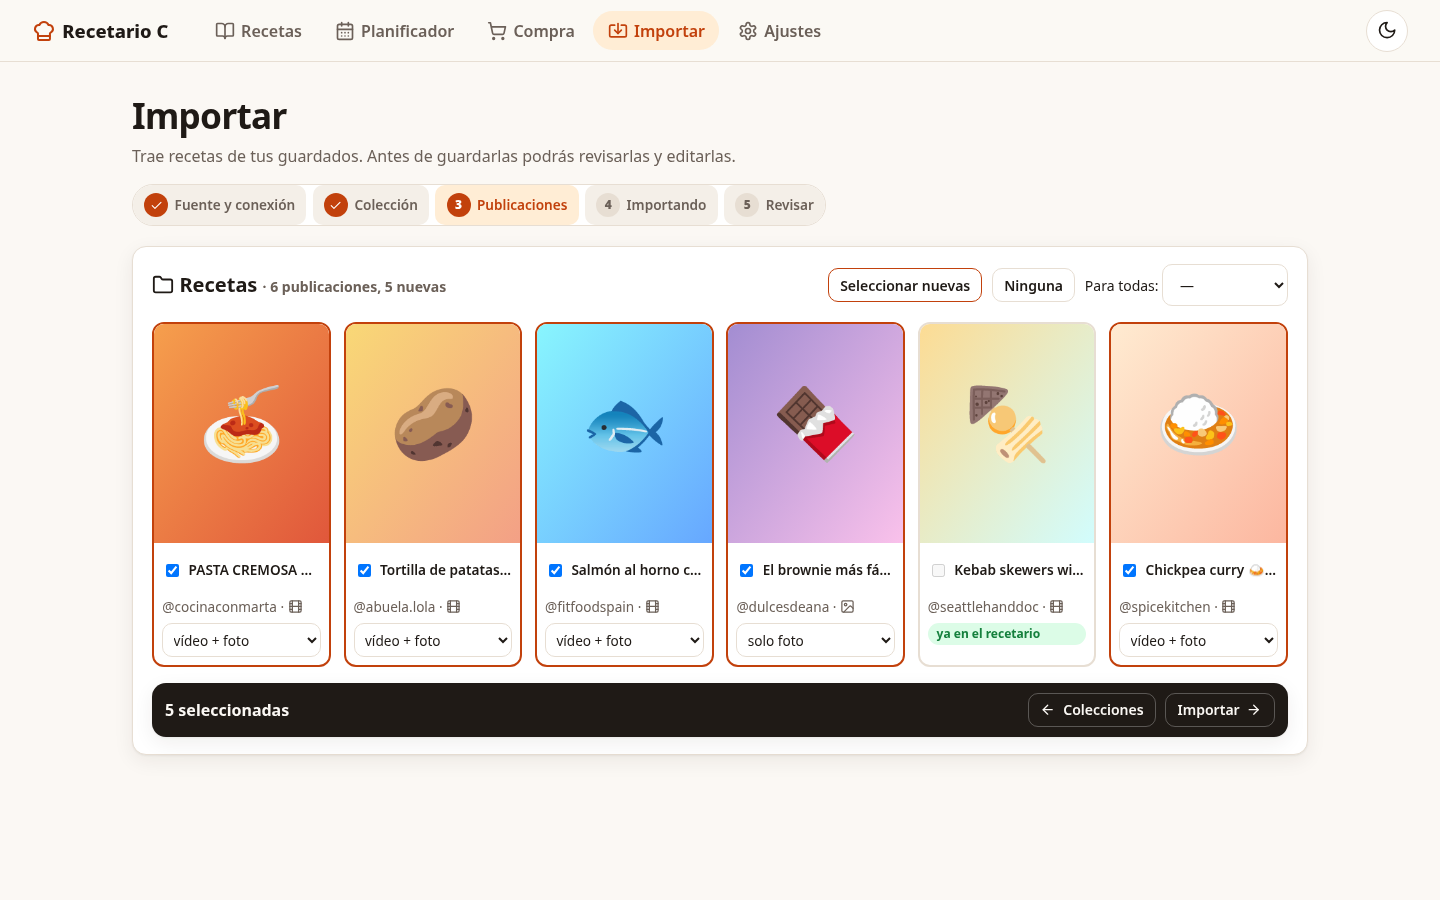 Recetario C
Recetas
Planificador
Compra
Importar
Ajustes
Importar
Trae recetas de tus guardados. Antes de guardarlas podrás revisarlas y editarlas.
Fuente y conexión
Colección
3 Publicaciones
4 Importando
5 Revisar
Recetas · 6 publicaciones, 5 nuevas
Seleccionar nuevas
Ninguna
Para todas: —
PASTA CREMOSA ...
@cocinaconmarta ·
vídeo + foto
Tortilla de patatas...
@abuela.lola ·
vídeo + foto
Salmón al horno c...
@fitfoodspain ·
vídeo + foto
El brownie más fá...
@dulcesdeana ·
solo foto
Kebab skewers wi...
@seattlehanddoc ·
ya en el recetario
Chickpea curry 🍛...
@spicekitchen ·
vídeo + foto
5 seleccionadas
← Colecciones
Importar →